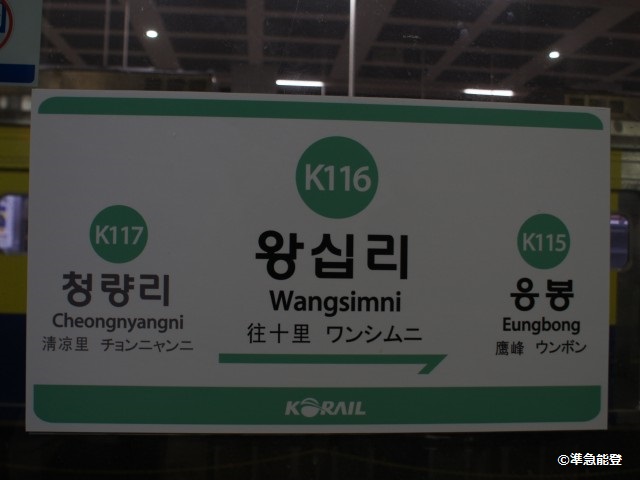 K116
K117
K115
왕십리
청량리
응봉
Wangsimni
Cheongnyangni
Eungbong
往十里 ワンシムニ
淸凉里 チョンニャンニ
鷹峰 ウンボン
KORAIL
©準急能登